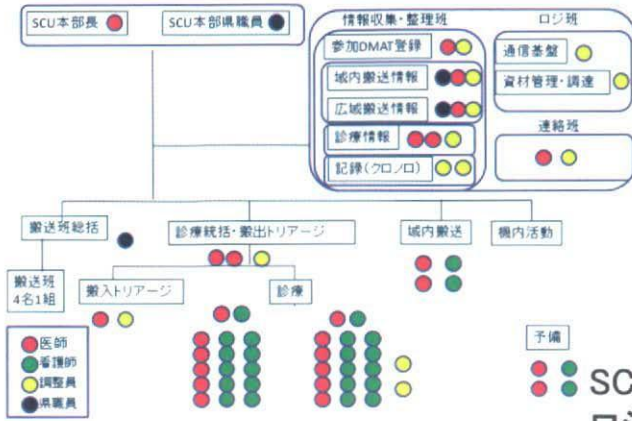 SCU本部長
SCU本部県職員
情報収集・整理班
参加DMAT登録
域内搬送情報
広域搬送情報
診療情報
記録(クロノロ)
ロジ班
通信基盤
資材管理・調達
連絡班
搬送班総括
診療統括・搬出トリアージ
域内搬送
機内活動
搬送班
4名1組
搬入トリアージ
診療
医師
看護師
調整員
県職員
予備
SC